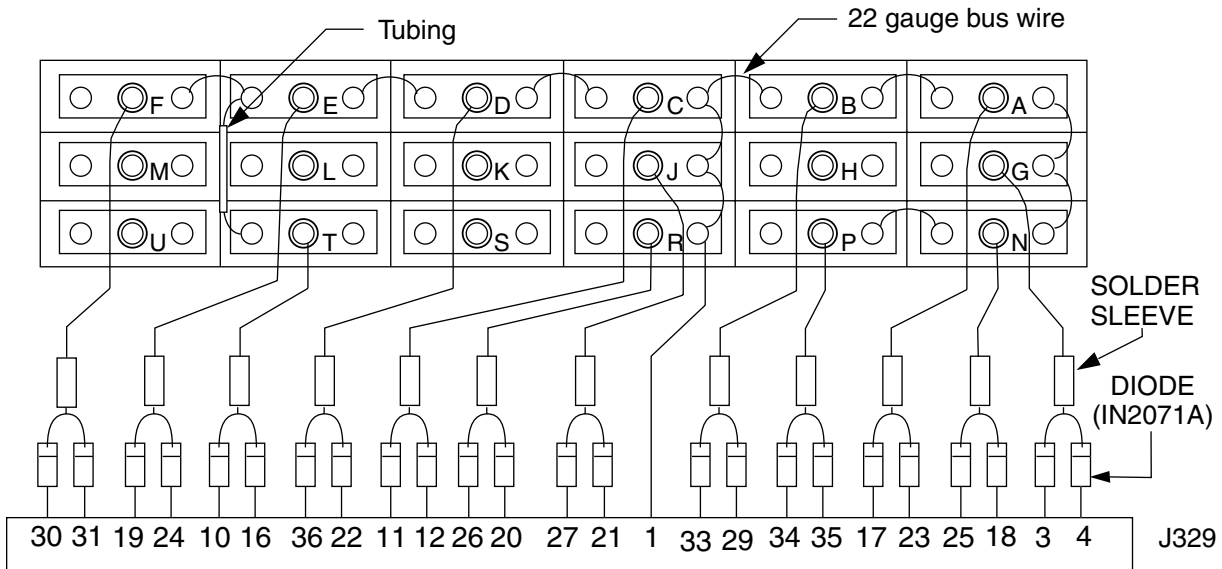 Tubing
22 gauge bus wire
F E D C B A
M L K J H G
U T S R P N
SOLDER
SLEEVE
DIODE
(IN2071A)
30 31 19 24 10 16 36 22 11 12 26 20 27 21 1 33 29 34 35 17 23 25 18 3 4 J329